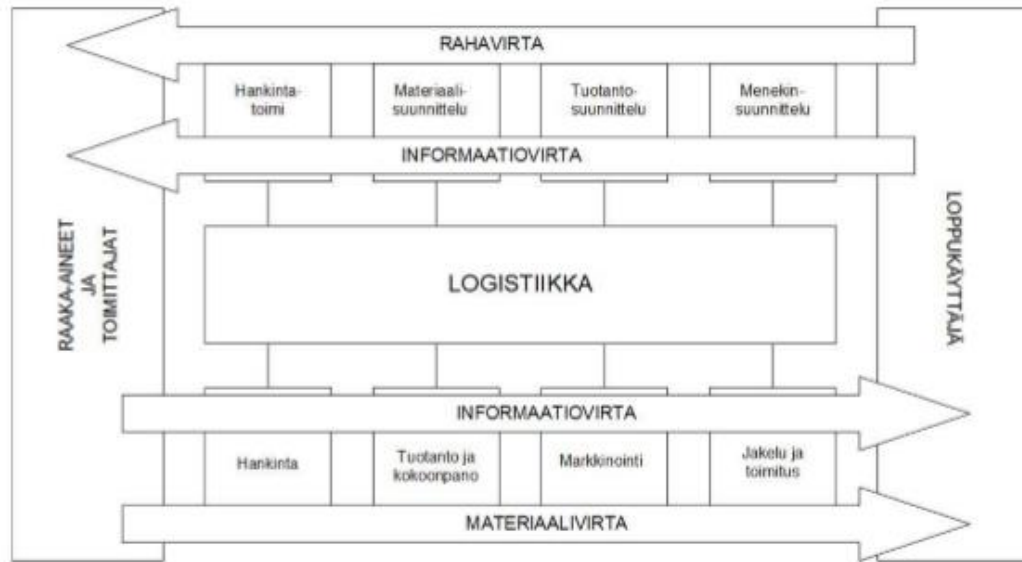 RAHAVIRTA
Hankinta-
toimi
Materiaali-
suunnittelu
Tuotanto-
suunnittelu
Menekin-
suunnittelu
INFORMAATIOVIRTA
RAAKA-AINEET
JA
TOIMITTAJAT
LOGISTIIKKA
LOPPUKÄYTTÄJÄ
INFORMAATIOVIRTA
Hankinta
Tuotanto ja
kokoonpano
Markkinointi
Jakelu ja
toimitus
MATERIAALIVIRTA